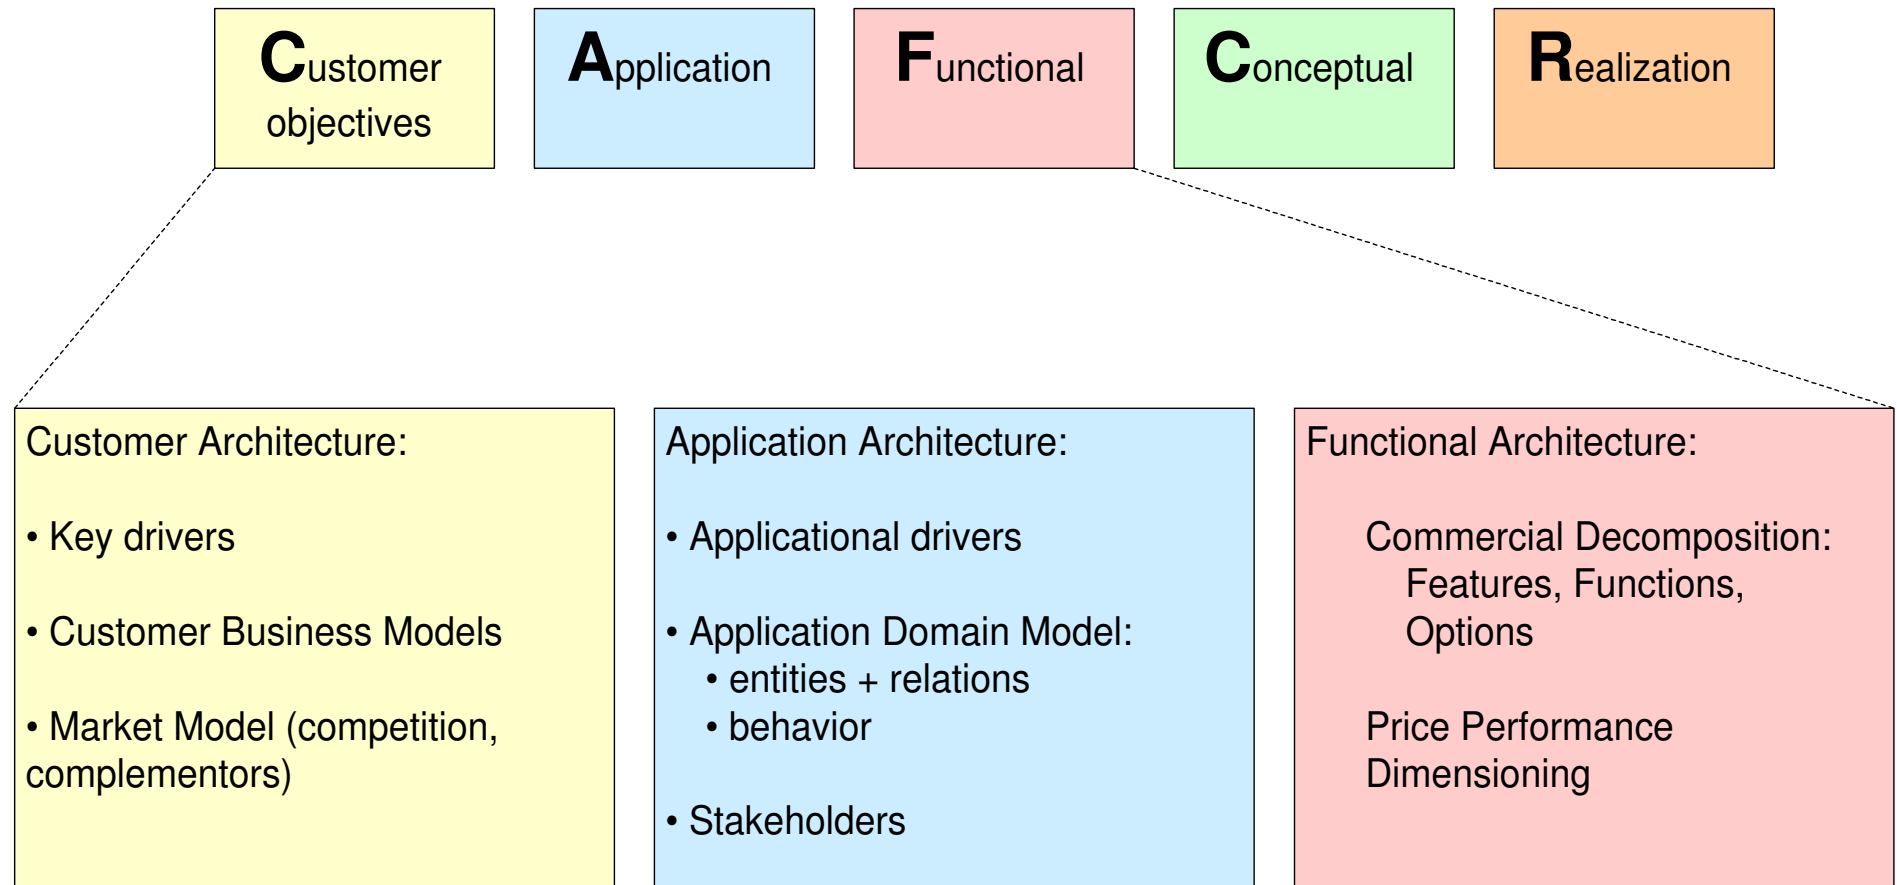 Customer
objectives
Application
Functional
Conceptual
Realization
Customer Architecture:
• Key drivers
• Customer Business Models
• Market Model (competition,
complementors)
Application Architecture:
• Applicational drivers
• Application Domain Model:
• entities + relations
• behavior
• Stakeholders
Functional Architecture:
Commercial Decomposition:
Features, Functions,
Options
Price Performance
Dimensioning